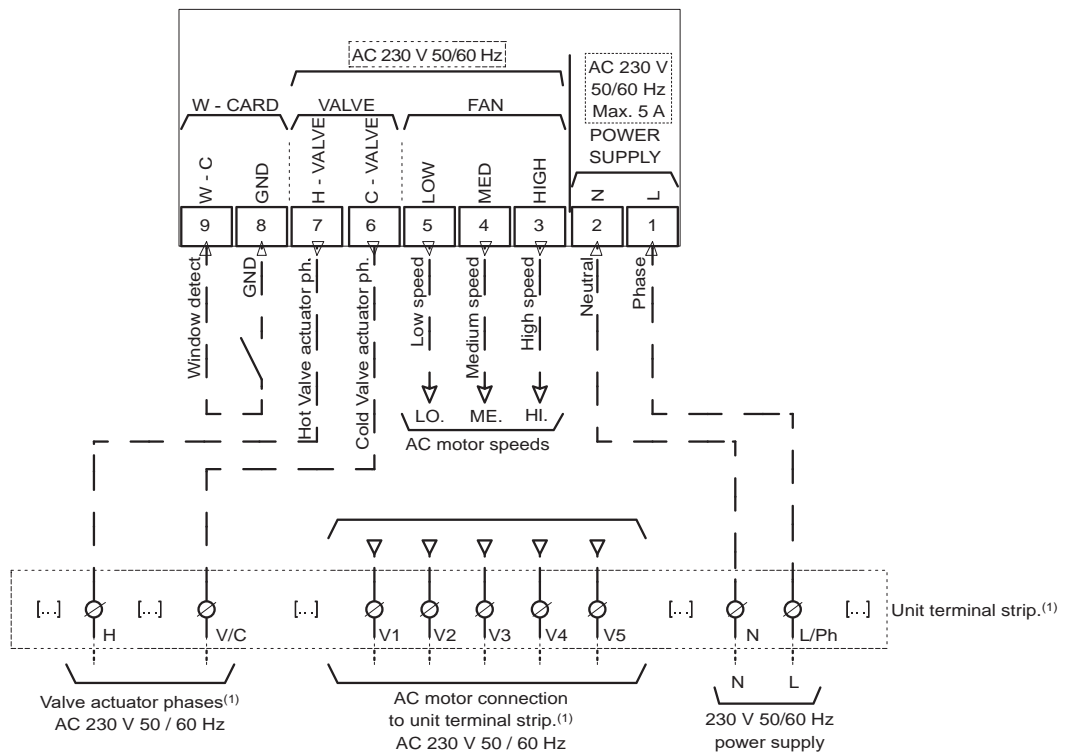 AC 230 V 50/60 Hz
AC 230 V
50/60 Hz
Max. 5 A
W - CARD
VALVE
FAN
POWER
SUPPLY
W - C
GND
H - VALVE
C - VALVE
LOW
MED
HIGH
N
L
9
8
7
6
5
4
3
2
1
Window detect
GND
Hot Valve actuator ph.
Cold Valve actuator ph.
Low speed
Medium speed
High speed
Neutral
Phase
LO.
ME.
HI.
AC motor speeds
[...]
[...]
[...]
[...]
[...]
Unit terminal strip.(1)
H
V/C
V1
V2
V3
V4
V5
N
L/Ph
Valve actuator phases(1)
AC 230 V 50 / 60 Hz
AC motor connection
to unit terminal strip.(1)
AC 230 V 50 / 60 Hz
N
L
230 V 50/60 Hz
power supply